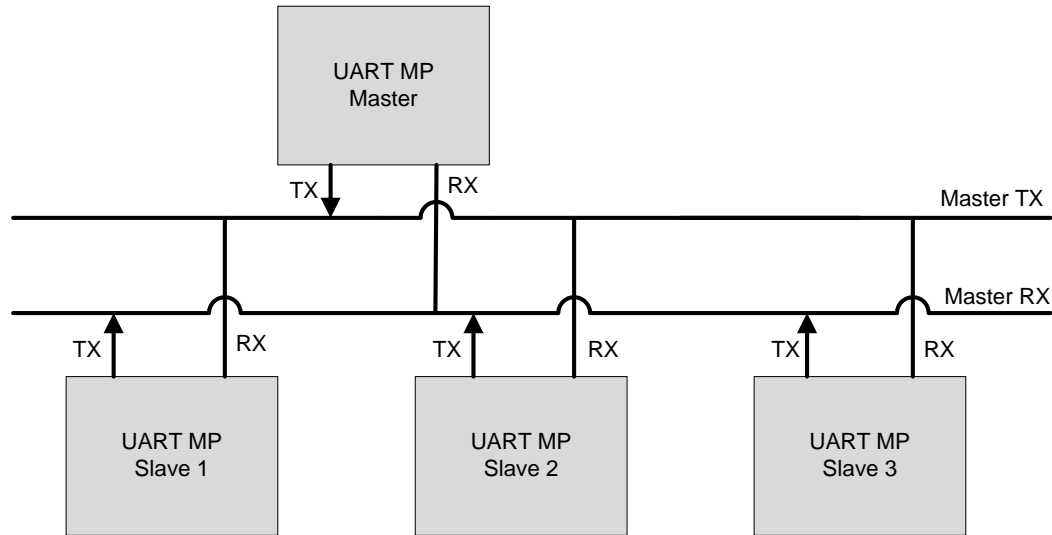 UART MP
Master
TX
RX
Master TX
Master RX
TX
RX
TX
RX
TX
RX
UART MP
Slave 1
UART MP
Slave 2
UART MP
Slave 3